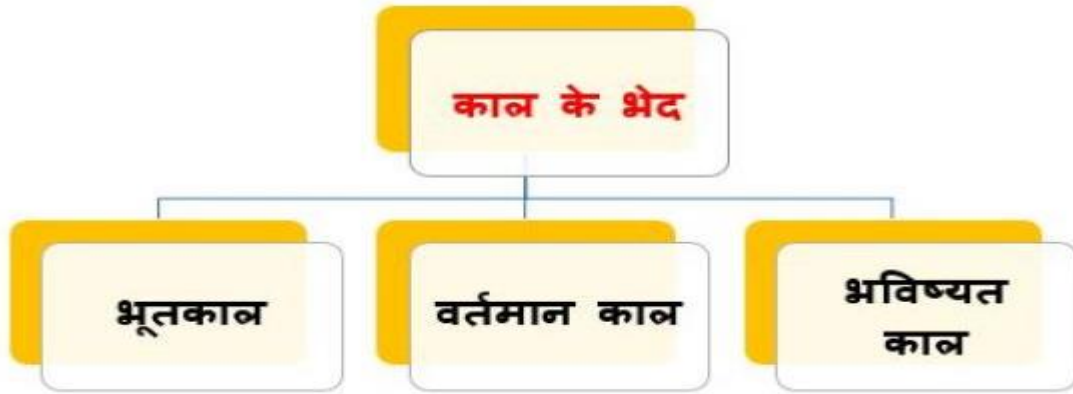 काल के भेद
भूतकाल
वर्तमान काल
भविष्यत
काल